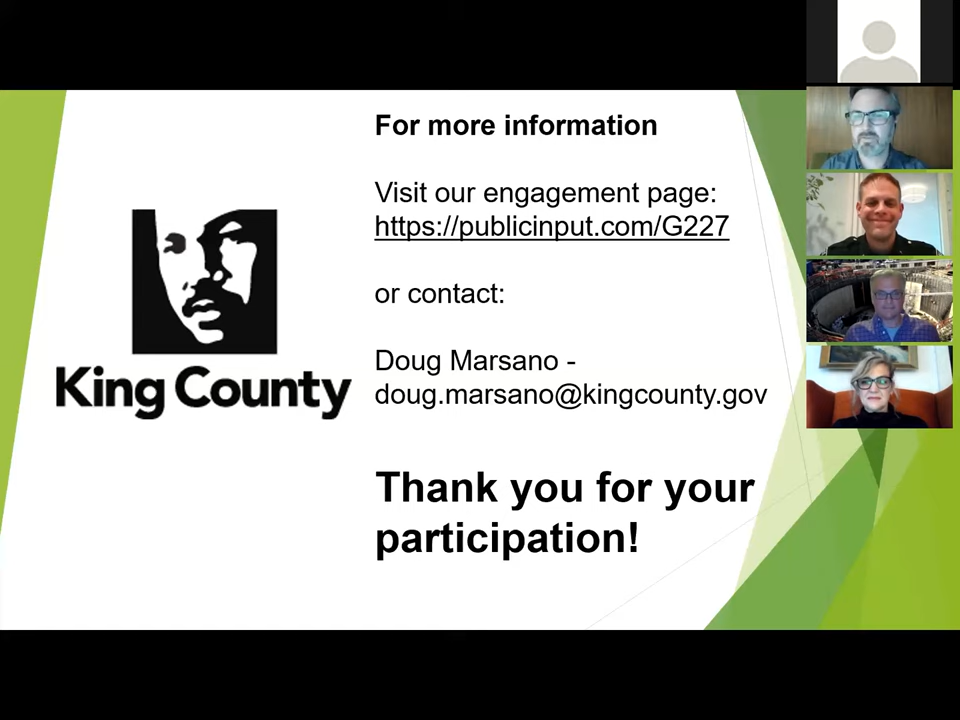 For more information
Visit our engagement page:
https://publicinput.com/G227
or contact:
Doug Marsano -
doug.marsano@kingcounty.gov
King County
Thank you for your
participation!